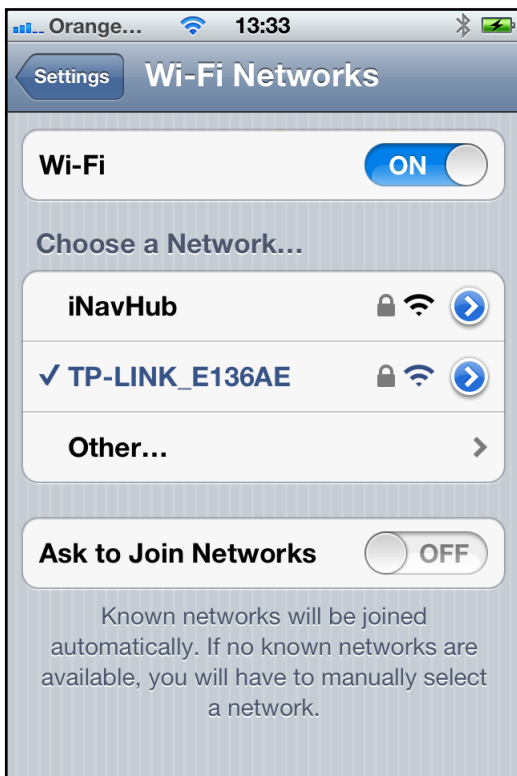 Orange... 13:33
Settings Wi-Fi Networks
Wi-Fi ON
Choose a Network...
iNavHub
TP-LINK_E136AE
Other...
Ask to Join Networks OFF
Known networks will be joined
automatically. If no known networks are
available, you will have to manually select
a network.